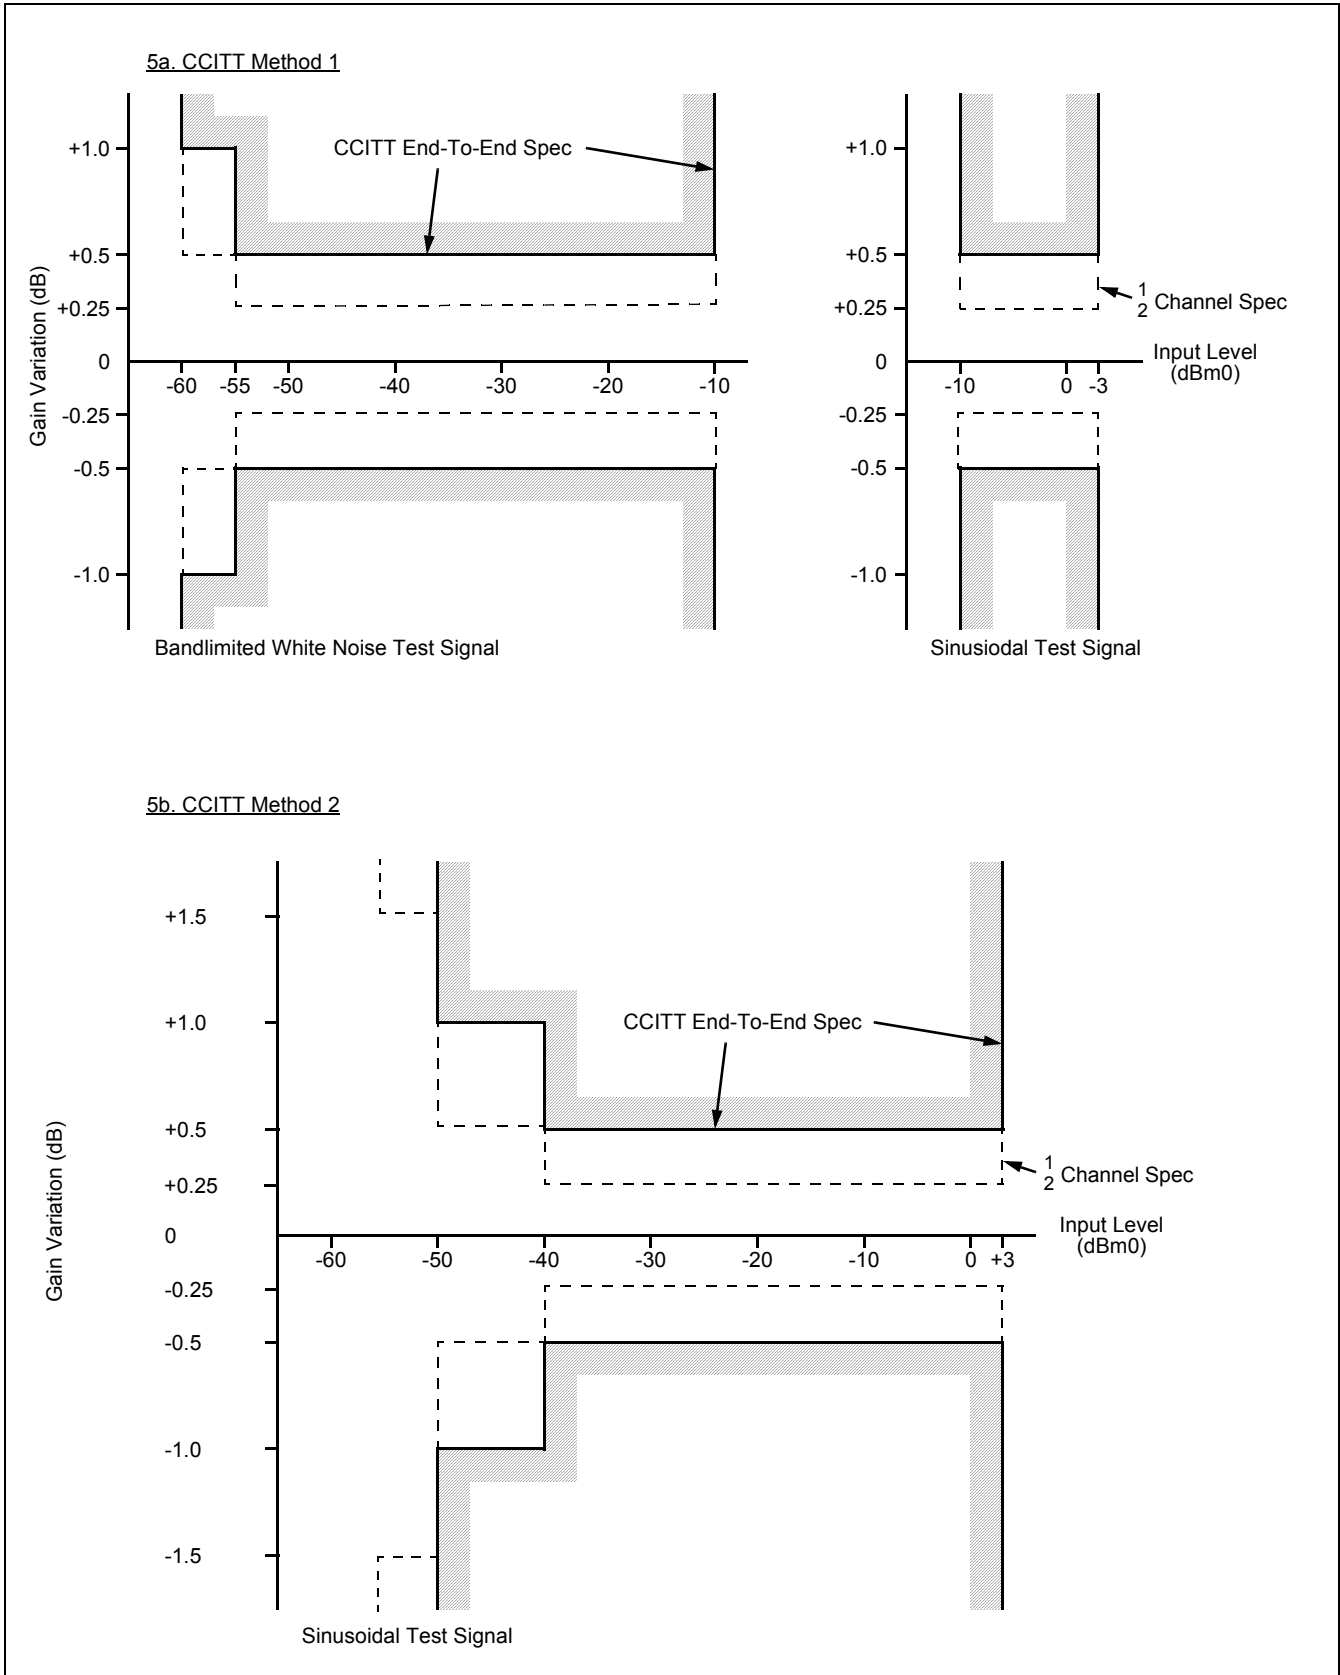 5a. CCITT Method 1
CCITT End-To-End Spec
Gain Variation (dB)
+1.0
+0.5
+0.25
0
-0.25
-0.5
-1.0
-60 -55 -50 -40 -30 -20 -10
Bandlimited White Noise Test Signal
+1.0
+0.5
+0.25
0
-0.25
-0.5
-1.0
1/2 Channel Spec
Input Level
(dBm0)
-10 0 -3
Sinusiodal Test Signal
5b. CCITT Method 2
Gain Variation (dB)
+1.5
+1.0
+0.5
+0.25
0
-0.25
-0.5
-1.0
-1.5
CCITT End-To-End Spec
1/2 Channel Spec
Input Level
(dBm0)
-60 -50 -40 -30 -20 -10 0 +3
Sinusoidal Test Signal